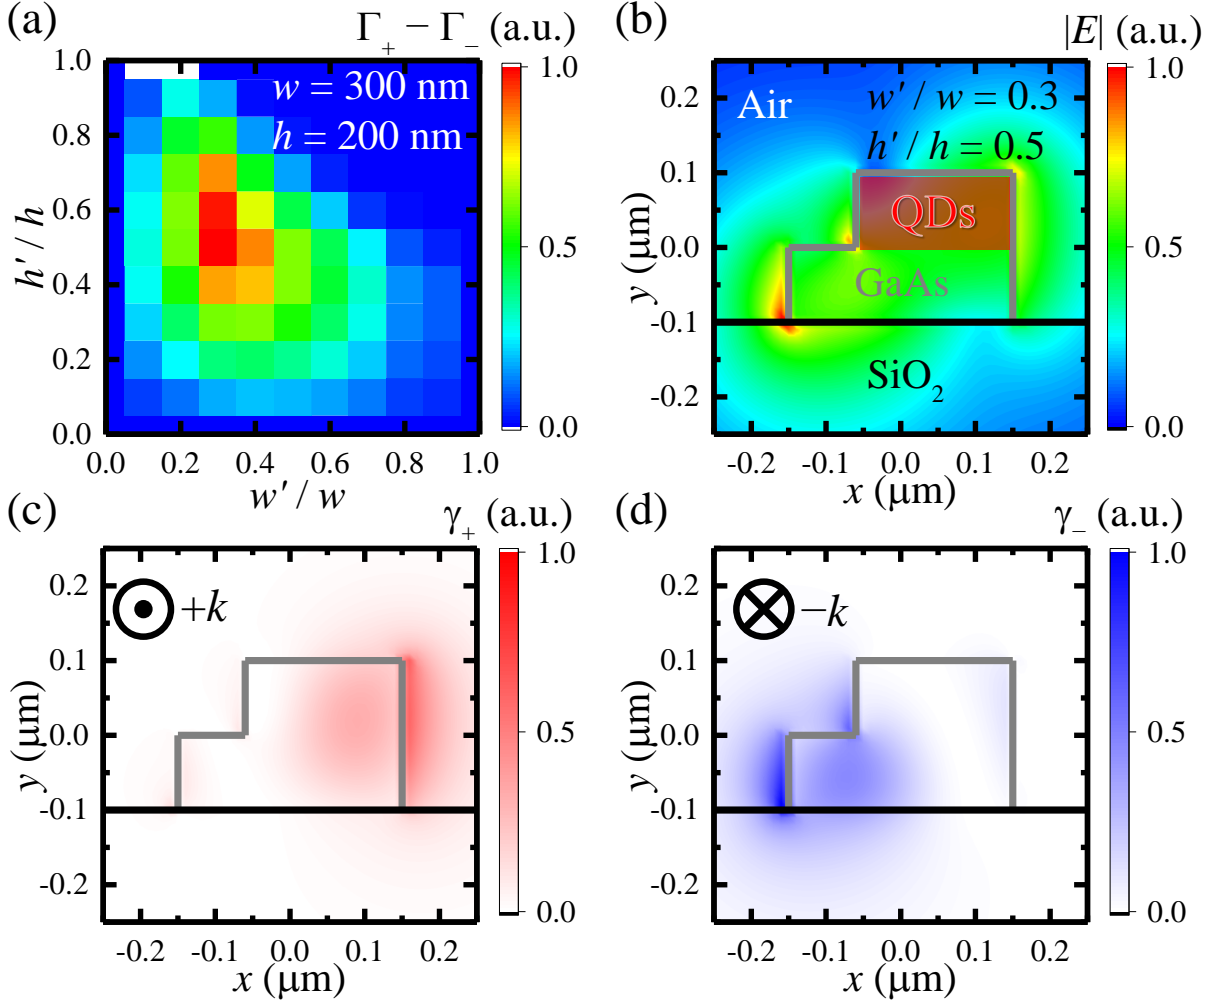 (a)
Γ₊ − Γ₋ (a.u.)
w = 300 nm
h = 200 nm
1.0
0.8
0.6
0.4
0.2
0.0
h' / h
0.0 0.2 0.4 0.6 0.8 1.0
w' / w
1.0
0.5
0.0
(b)
|E| (a.u.)
Air
w' / w = 0.3
h' / h = 0.5
QDs
GaAs
SiO₂
0.2
0.1
0.0
-0.1
-0.2
y (μm)
-0.2 -0.1 0.0 0.1 0.2
x (μm)
1.0
0.5
0.0
(c)
γ₊ (a.u.)
+k
0.2
0.1
0.0
-0.1
-0.2
y (μm)
-0.2 -0.1 0.0 0.1 0.2
x (μm)
1.0
0.5
0.0
(d)
γ₋ (a.u.)
−k
0.2
0.1
0.0
-0.1
-0.2
y (μm)
-0.2 -0.1 0.0 0.1 0.2
x (μm)
1.0
0.5
0.0